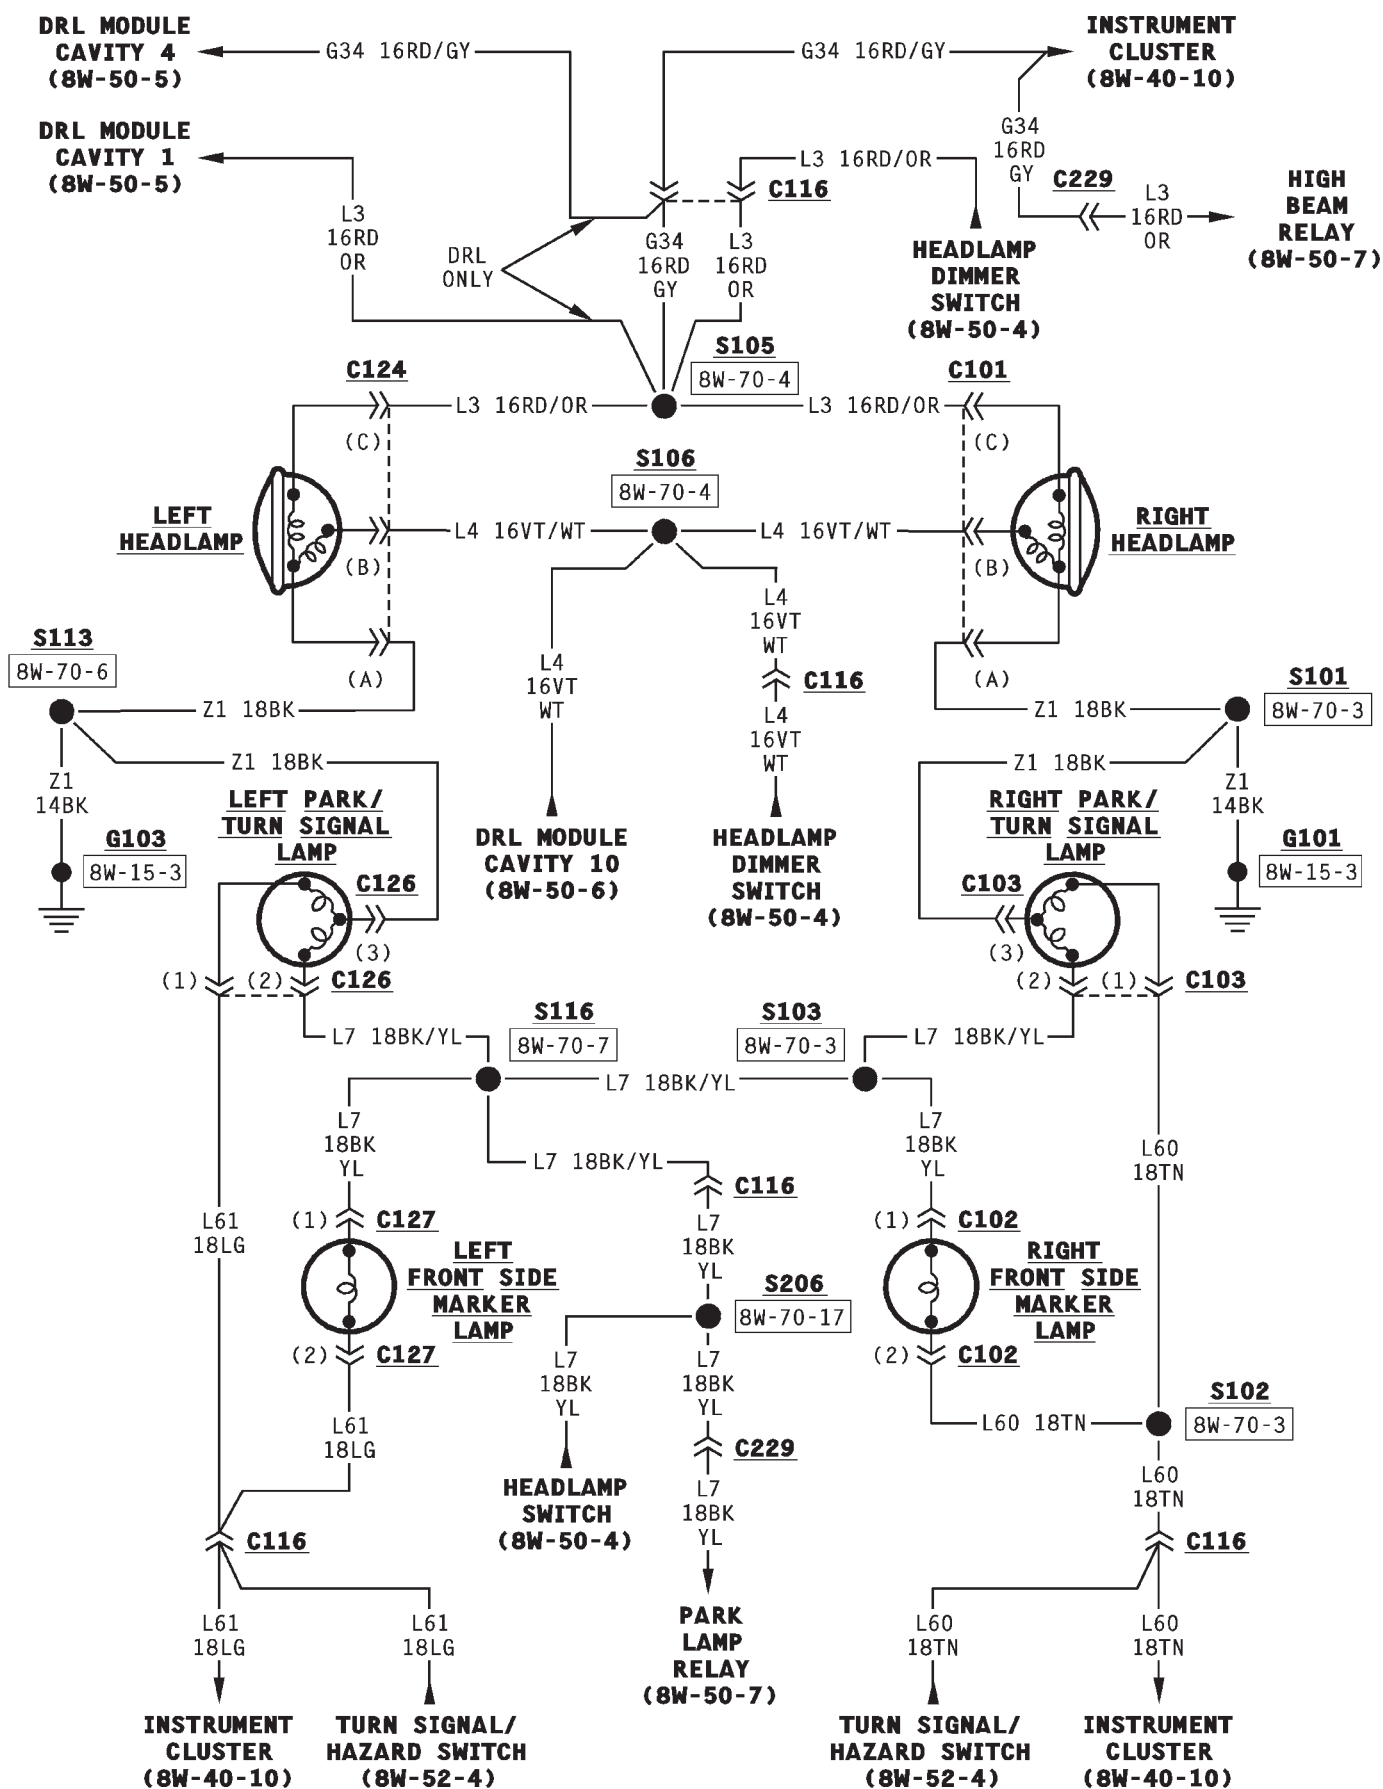 DRL MODULE
CAVITY 4
(8W-50-5)
G34 16RD/GY
G34 16RD/GY
INSTRUMENT
CLUSTER
(8W-40-10)
DRL MODULE
CAVITY 1
(8W-50-5)
L3 16RD/OR
C116
G34
16RD
GY
C229
L3
16RD
OR
HIGH
BEAM
RELAY
(8W-50-7)
L3
16RD
OR
DRL
ONLY
G34
16RD
GY
L3
16RD
OR
HEADLAMP
DIMMER
SWITCH
(8W-50-4)
S105
8W-70-4
C124
C101
L3 16RD/OR
L3 16RD/OR
(C)
(C)
S106
8W-70-4
LEFT
HEADLAMP
L4 16VT/WT
L4 16VT/WT
RIGHT
HEADLAMP
(B)
(B)
L4
16VT
WT
S113
8W-70-6
L4
16VT
WT
C116
(A)
(A)
S101
8W-70-3
Z1 18BK
L4
16VT
WT
Z1 18BK
Z1 18BK
Z1 18BK
Z1
14BK
Z1
14BK
LEFT PARK/
TURN SIGNAL
LAMP
RIGHT PARK/
TURN SIGNAL
LAMP
G103
8W-15-3
DRL MODULE
CAVITY 10
(8W-50-6)
HEADLAMP
DIMMER
SWITCH
(8W-50-4)
G101
8W-15-3
C126
C103
(3)
(3)
(1)
(2)
C126
(2)
(1)
C103
L7 18BK/YL
S116
8W-70-7
S103
8W-70-3
L7 18BK/YL
L7 18BK/YL
L7
18BK
YL
L7
18BK
YL
L7 18BK/YL
L60
18TN
C116
L61
18LG
(1)
C127
L7
18BK
YL
(1)
C102
LEFT
FRONT SIDE
MARKER
LAMP
RIGHT
FRONT SIDE
MARKER
LAMP
S206
8W-70-17
(2)
C127
L7
18BK
YL
L7
18BK
YL
(2)
C102
S102
8W-70-3
L61
18LG
L60 18TN
C229
L60
18TN
HEADLAMP
SWITCH
(8W-50-4)
L7
18BK
YL
C116
C116
L61
18LG
L61
18LG
PARK
LAMP
RELAY
(8W-50-7)
L60
18TN
L60
18TN
INSTRUMENT
CLUSTER
(8W-40-10)
TURN SIGNAL/
HAZARD SWITCH
(8W-52-4)
TURN SIGNAL/
HAZARD SWITCH
(8W-52-4)
INSTRUMENT
CLUSTER
(8W-40-10)